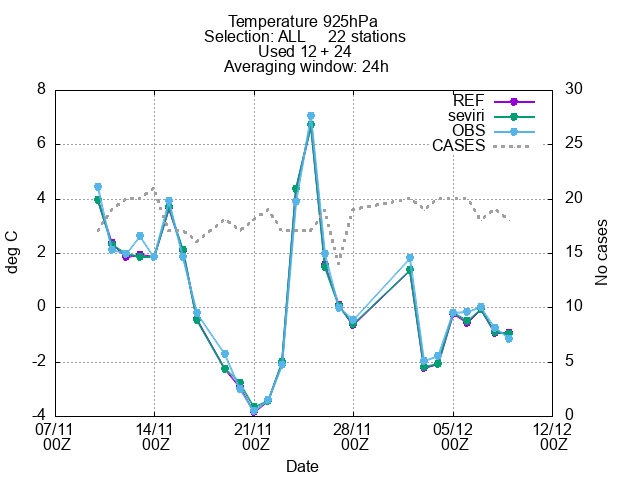 Temperature 925hPa
Selection: ALL 22 stations
Used 12 + 24
Averaging window: 24h
8
6
4
2
0
-2
-4
deg C
30
25
20
15
10
5
0
No cases
REF
seviri
OBS
CASES
07/11 14/11 21/11 28/11 05/12 12/12
00Z 00Z 00Z 00Z 00Z 00Z
Date